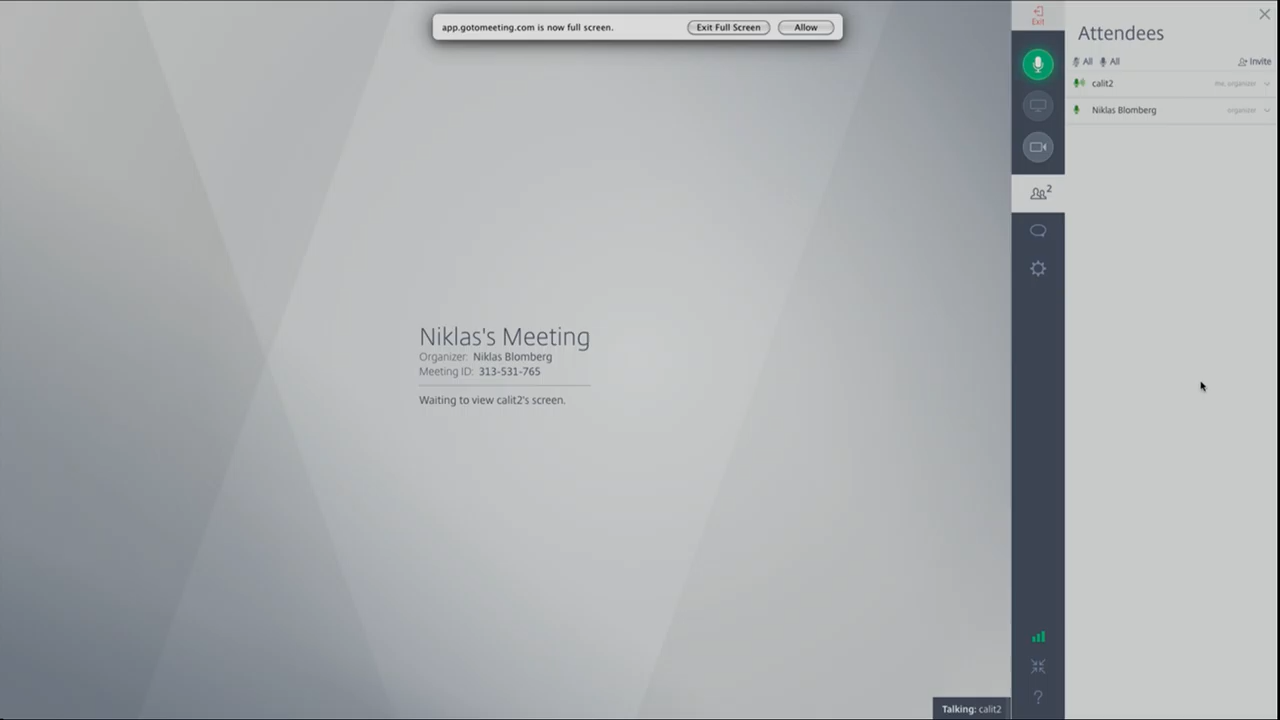 app.gotomeeting.com is now full screen.
Exit Full Screen
Allow
Exit
Attendees
All
All
Invite
calit2
me, organizer
Niklas Blomberg
organizer
2
Niklas's Meeting
Organizer: Niklas Blomberg
Meeting ID: 313-531-765
Waiting to view calit2's screen.
?
Talking: calit2